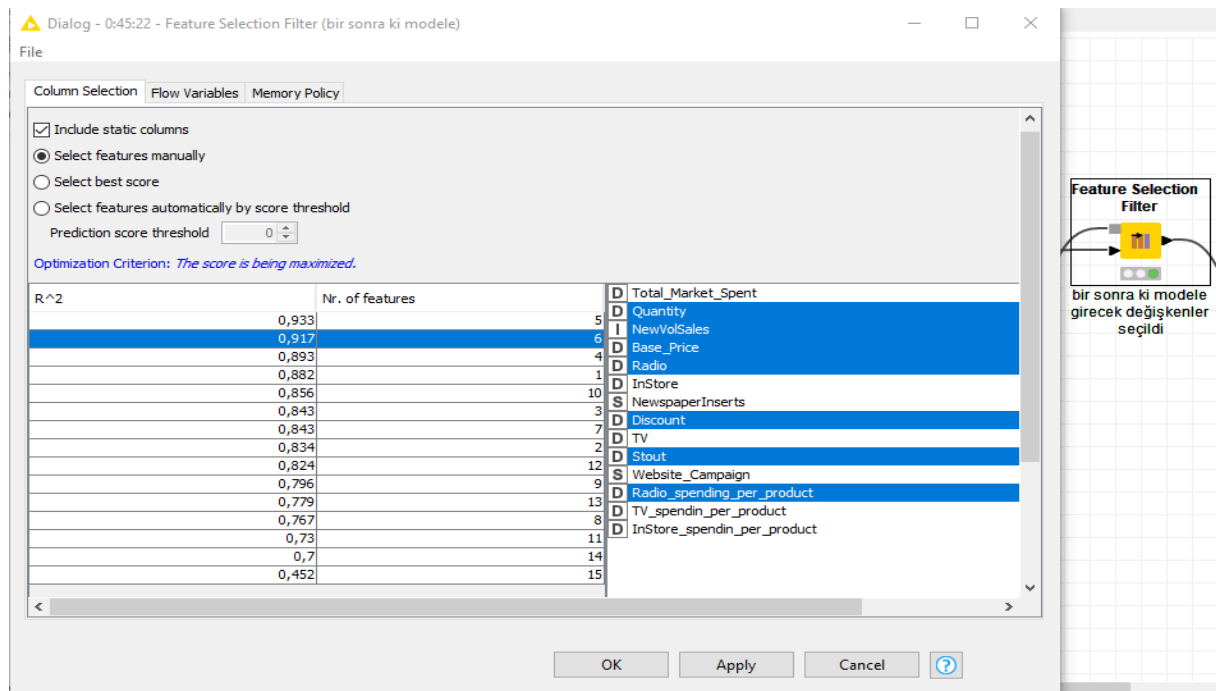 Dialog - 0:45:22 - Feature Selection Filter (bir sonra ki modele)
File
Column Selection Flow Variables Memory Policy
Include static columns
Select features manually
Select best score
Select features automatically by score threshold
Prediction score threshold 0
Optimization Criterion: The score is being maximized.
R^2 Nr. of features
0,933 5
0,917 6
0,893 4
0,882 1
0,856 10
0,843 3
0,843 7
0,834 2
0,824 12
0,796 9
0,779 13
0,767 8
0,73 11
0,7 14
0,452 15
D Total_Market_Spent
D Quantity
I NewVolSales
D Base_Price
D Radio
D InStore
S NewspaperInserts
D Discount
D TV
D Stout
S Website_Campaign
D Radio_spending_per_product
D TV_spendin_per_product
D InStore_spendin_per_product
OK Apply Cancel ?
Feature Selection
Filter
bir sonra ki modele
girecek değişkenler
seçildi